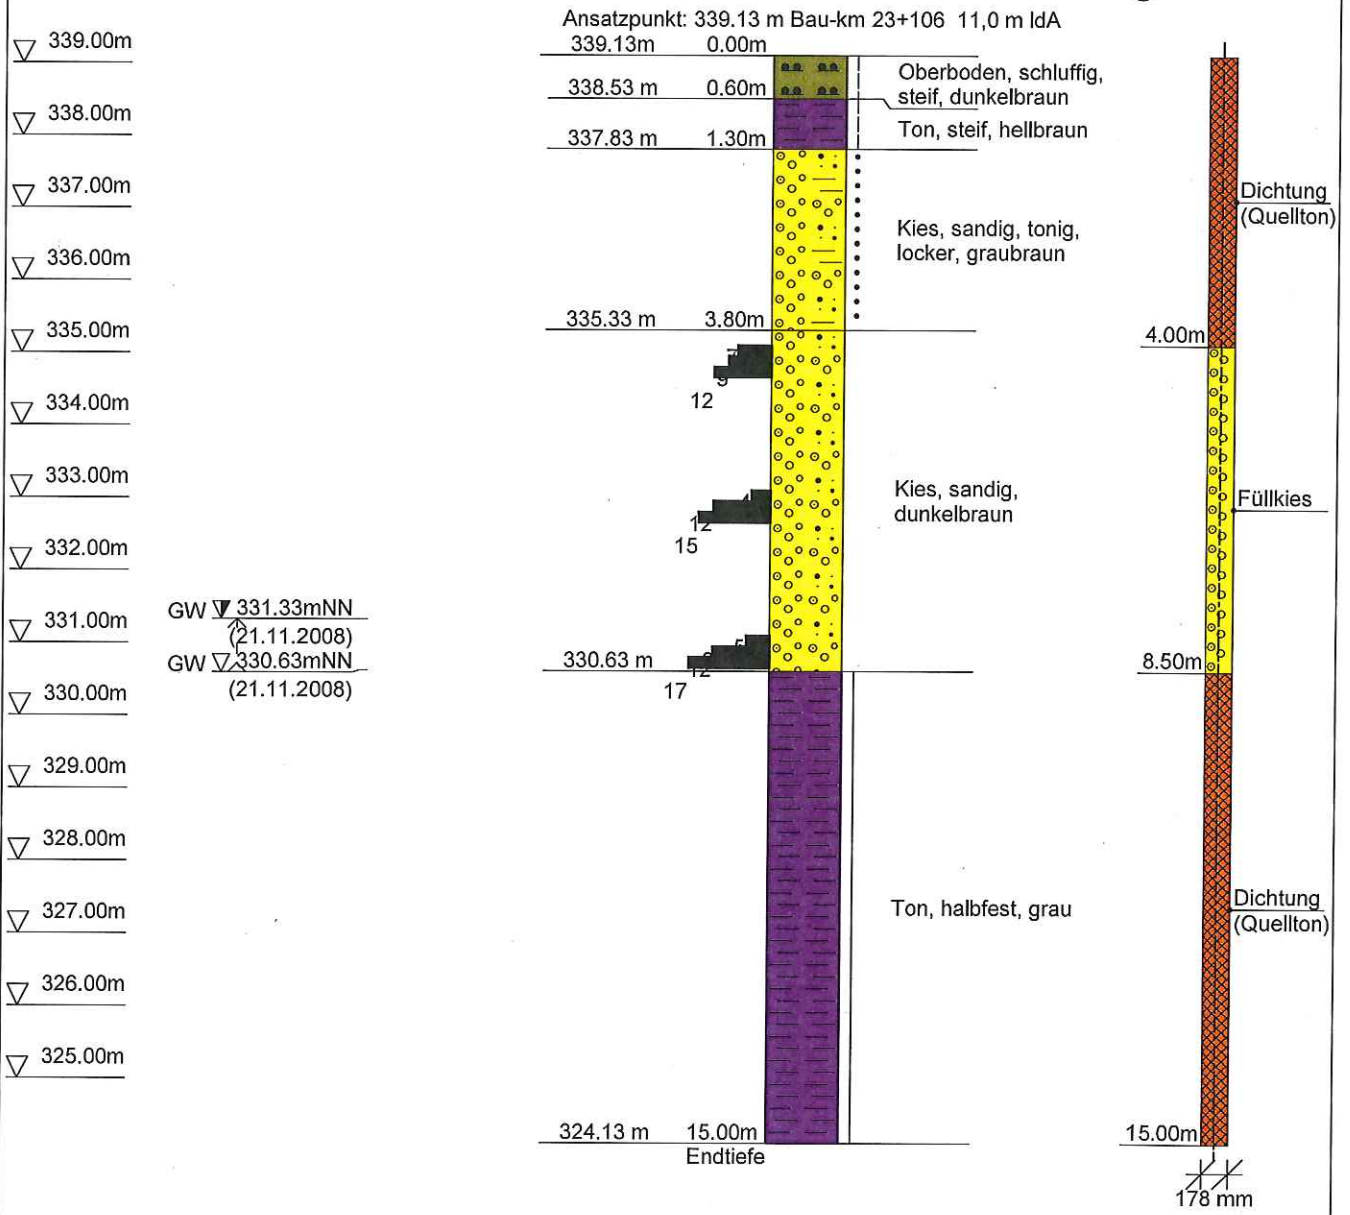 Ansatzpunkt: 339.13 m Bau-km 23+106 11,0 m ldA
339.00m
338.00m
337.00m
336.00m
335.00m
334.00m
333.00m
332.00m
331.00m
330.00m
329.00m
328.00m
327.00m
326.00m
325.00m
GW 331.33mNN
(21.11.2008)
GW 330.63mNN
(21.11.2008)
339.13m 0.00m
338.53 m 0.60m
337.83 m 1.30m
335.33 m 3.80m
9
12
12
15
330.63 m
12
17
324.13 m 15.00m
Endtiefe
Oberboden, schluffig,
steif, dunkelbraun
Ton, steif, hellbraun
Kies, sandig, tonig,
locker, graubraun
Kies, sandig,
dunkelbraun
Ton, halbfest, grau
Dichtung
(Quellton)
4.00m
Füllkies
8.50m
Dichtung
(Quellton)
15.00m
178 mm